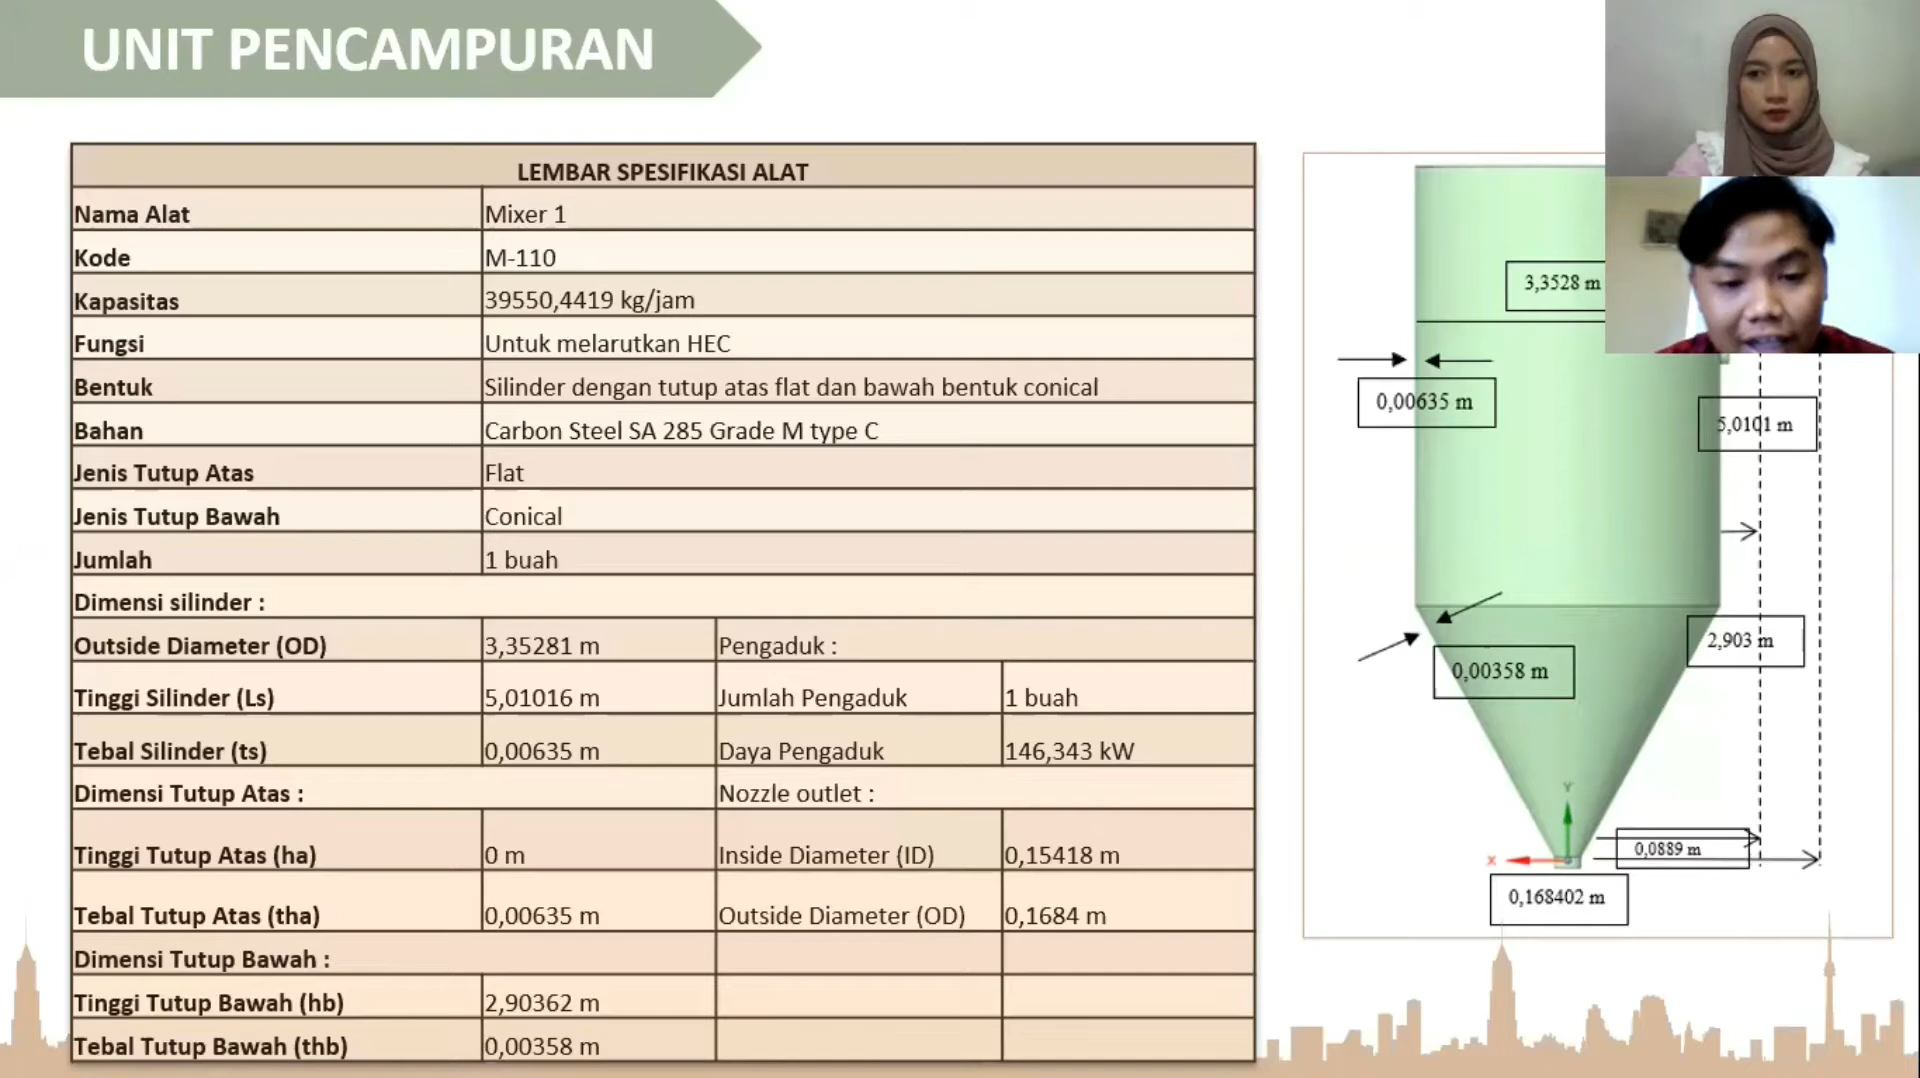 UNIT PENCAMPURAN
LEMBAR SPESIFIKASI ALAT
Nama Alat Mixer 1
Kode M-110
Kapasitas 39550,4419 kg/jam
Fungsi Untuk melarutkan HEC
Bentuk Silinder dengan tutup atas flat dan bawah bentuk conical
Bahan Carbon Steel SA 285 Grade M type C
Jenis Tutup Atas Flat
Jenis Tutup Bawah Conical
Jumlah 1 buah
Dimensi silinder :
Outside Diameter (OD) 3,35281 m Pengaduk :
Tinggi Silinder (Ls) 5,01016 m Jumlah Pengaduk 1 buah
Tebal Silinder (ts) 0,00635 m Daya Pengaduk 146,343 kW
Dimensi Tutup Atas : Nozzle outlet :
Tinggi Tutup Atas (ha) 0 m Inside Diameter (ID) 0,15418 m
Tebal Tutup Atas (tha) 0,00635 m Outside Diameter (OD) 0,1684 m
Dimensi Tutup Bawah :
Tinggi Tutup Bawah (hb) 2,90362 m
Tebal Tutup Bawah (thb) 0,00358 m
3,3528 m
0,00635 m
5,0101 m
2,903 m
0,00358 m
Y
0,0889 m
X
0,168402 m